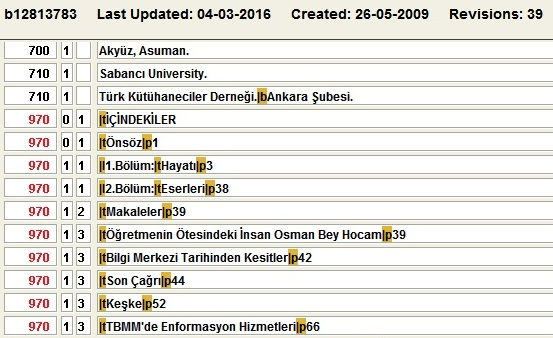 b12813783 Last Updated: 04-03-2016 Created: 26-05-2009 Revisions: 39
700 1 Akyüz, Asuman.
710 1 Sabancı University.
710 1 Türk Kütühaneciler Derneği.|bAnkara Şubesi.
970 0 1 |tİÇİNDEKİLER
970 0 1 |tÖnsöz|p1
970 1 1 |l1.Bölüm:|tHayatı|p3
970 1 1 |l2.Bölüm:|tEserleri|p38
970 1 2 |tMakaleler|p39
970 1 3 |tÖğretmenin Ötesindeki İnsan Osman Bey Hocam|p39
970 1 3 |tBilgi Merkezi Tarihinden Kesitler|p42
970 1 3 |tSon Çağrı|p44
970 1 3 |tKeşke|p52
970 1 3 |tTBMM'de Enformasyon Hizmetleri|p66